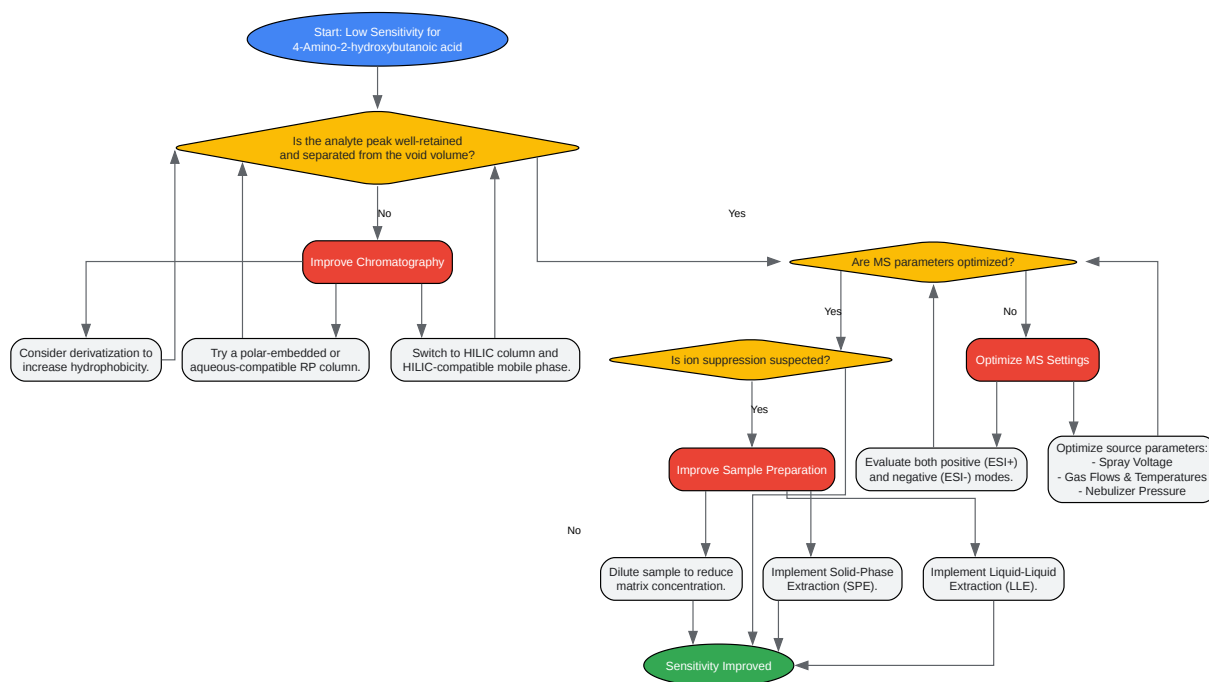 Start: Low Sensitivity for
4-Amino-2-hydroxybutanoic acid
Is the analyte peak well-retained
and separated from the void volume?
No
Yes
Improve Chromatography
Are MS parameters optimized?
Yes
No
Consider derivatization to
increase hydrophobicity.
Try a polar-embedded or
aqueous-compatible RP column.
Switch to HILIC column and
HILIC-compatible mobile phase.
Is ion suppression suspected?
Optimize MS Settings
Yes
Improve Sample Preparation
Evaluate both positive (ESI+)
and negative (ESI-) modes.
Optimize source parameters:
- Spray Voltage
- Gas Flows & Temperatures
- Nebulizer Pressure
No
Dilute sample to reduce
matrix concentration.
Implement Solid-Phase
Extraction (SPE).
Implement Liquid-Liquid
Extraction (LLE).
Sensitivity Improved